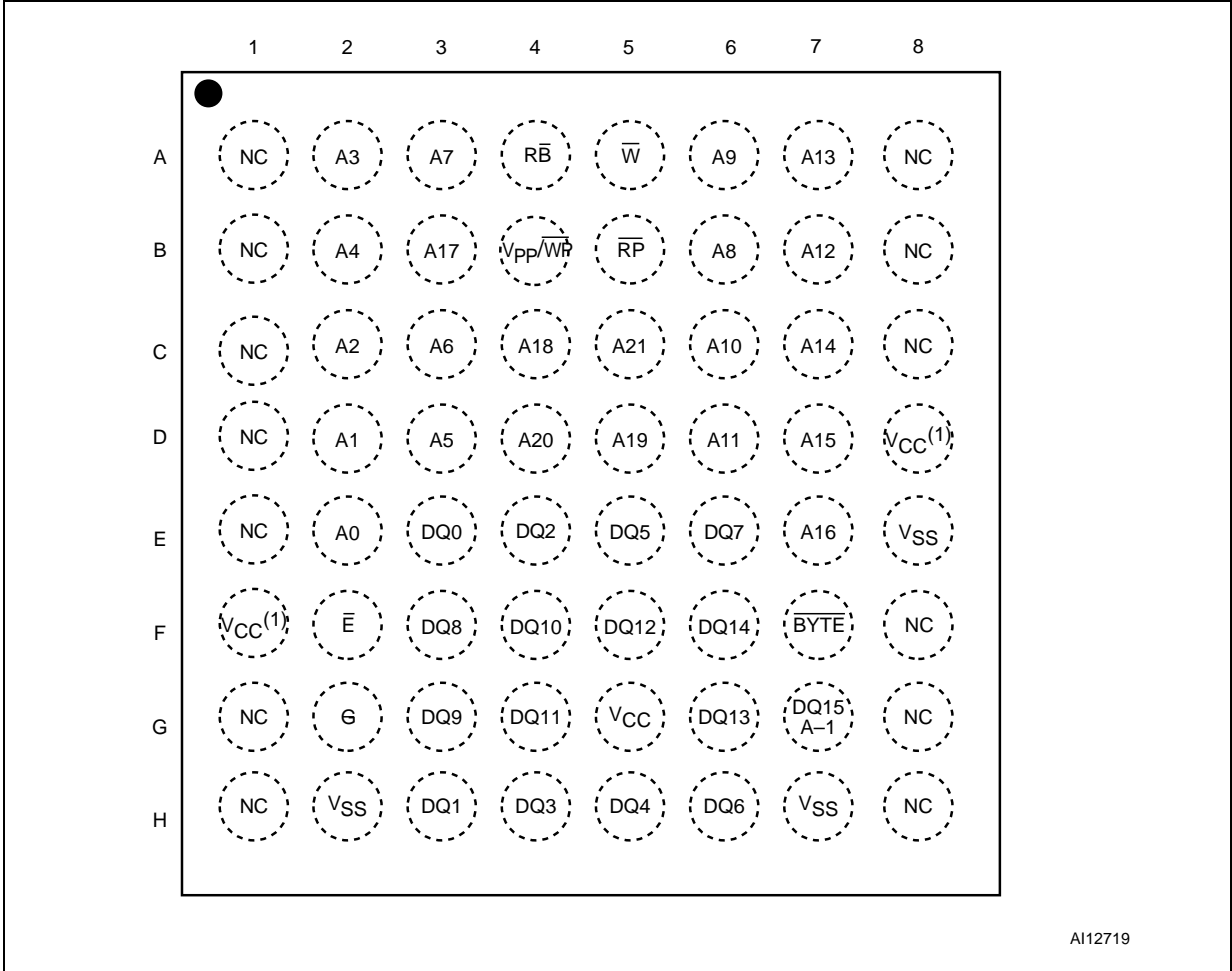 1 2 3 4 5 6 7 8
A NC A3 A7 RB̅ W̅ A9 A13 NC
B NC A4 A17 VPP/W̅P̅ R̅P̅ A8 A12 NC
C NC A2 A6 A18 A21 A10 A14 NC
D NC A1 A5 A20 A19 A11 A15 VCC(1)
E NC A0 DQ0 DQ2 DQ5 DQ7 A16 VSS
F VCC(1) E̅ DQ8 DQ10 DQ12 DQ14 B̅Y̅T̅E̅ NC
G NC G̅ DQ9 DQ11 VCC DQ13 DQ15 A–1 NC
H NC VSS DQ1 DQ3 DQ4 DQ6 VSS NC
AI12719